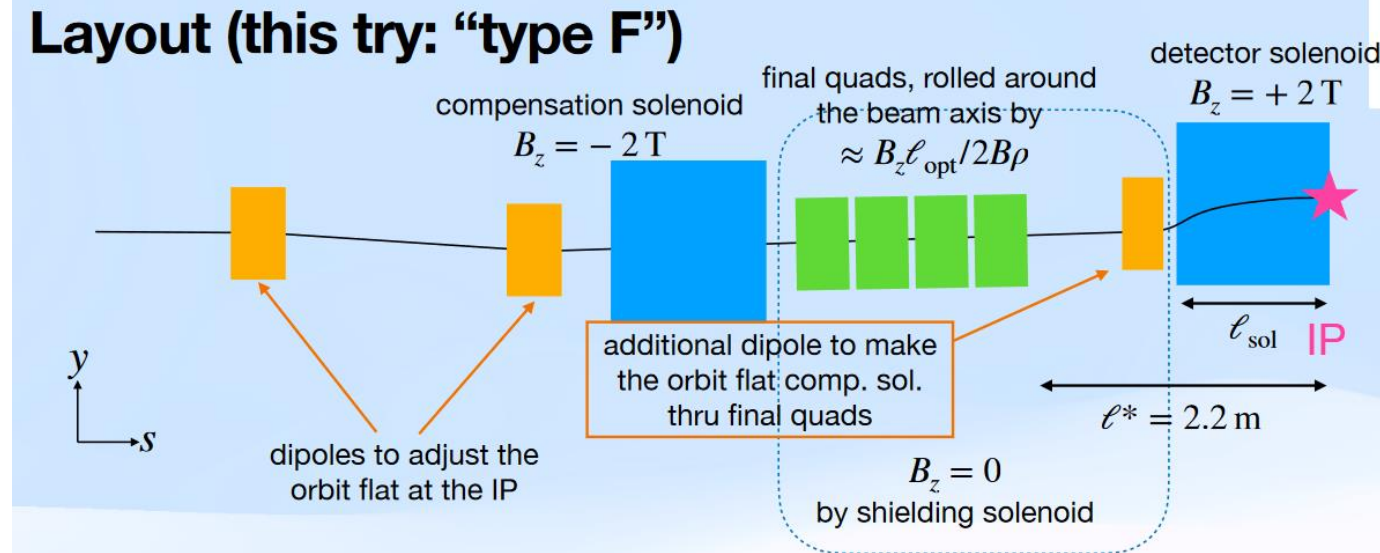 Layout (this try: “type F”)
detector solenoid
B_z = + 2 T
final quads, rolled around
the beam axis by
≈ B_z ℓ_opt/2Bρ
compensation solenoid
B_z = − 2 T
ℓ_sol
IP
ℓ* = 2.2 m
additional dipole to make
the orbit flat comp. sol.
thru final quads
y
s
dipoles to adjust the
orbit flat at the IP
B_z = 0
by shielding solenoid